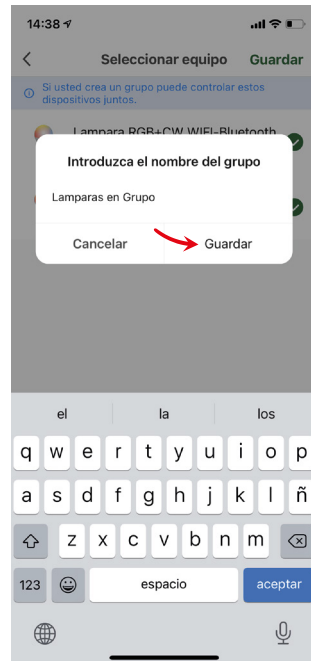 14:38
Seleccionar equipo Guardar
Si usted crea un grupo puede controlar estos
dispositivos juntos.
Lampara RGB+CW WIFI-Bluetooth
Introduzca el nombre del grupo
Lamparas en Grupo
Cancelar Guardar
el la los
q w e r t y u i o p
a s d f g h j k l ñ
z x c v b n m
123 espacio aceptar